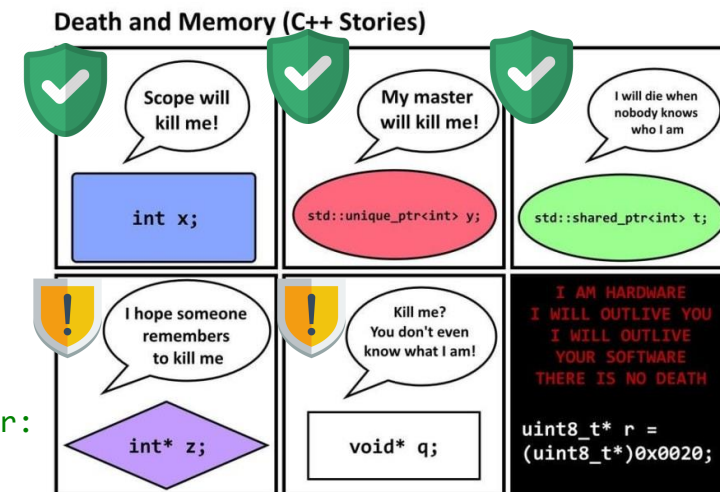 Death and Memory (C++ Stories)
Scope will
kill me!
int x;
My master
will kill me!
std::unique_ptr<int> y;
I will die when
nobody knows
who I am
std::shared_ptr<int> t;
I hope someone
remembers
to kill me
int* z;
Kill me?
You don't even
know what I am!
void* q;
I AM HARDWARE
I WILL OUTLIVE YOU
I WILL OUTLIVE
YOUR SOFTWARE
THERE IS NO DEATH
uint8_t* r =
(uint8_t*)0x0020;
r: